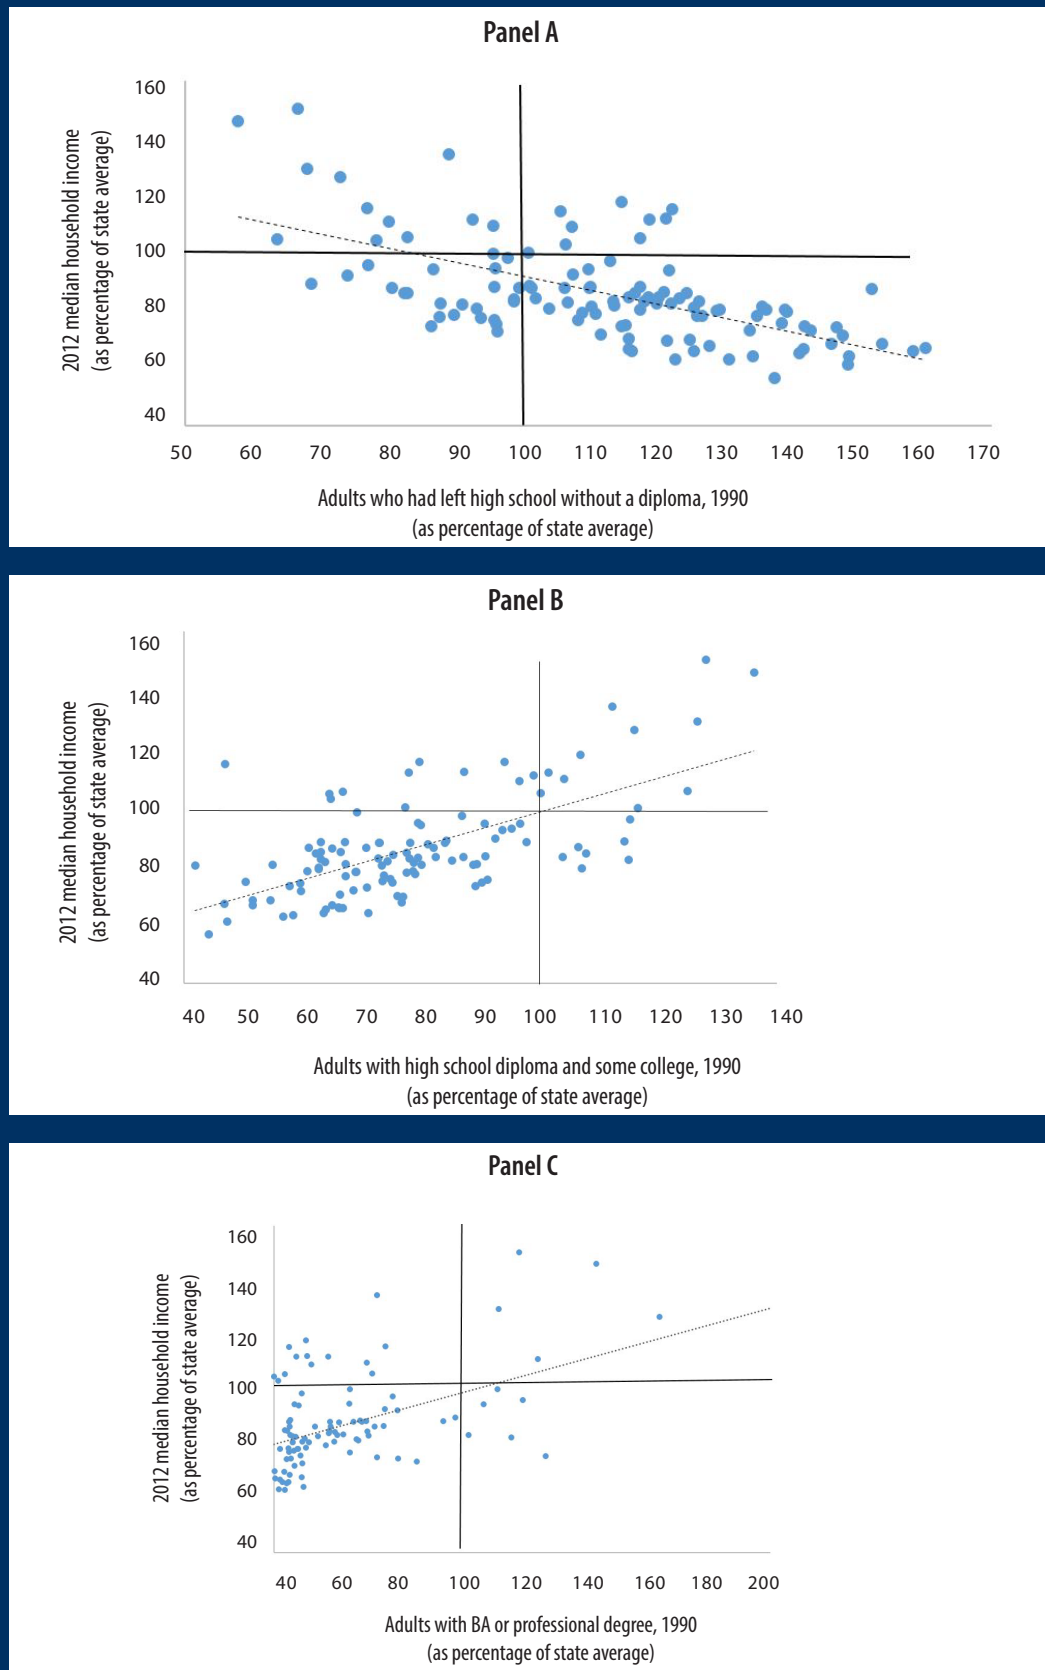 Panel A
2012 median household income
(as percentage of state average)
160
140
120
100
80
60
40
50 60 70 80 90 100 110 120 130 140 150 160 170
Adults who had left high school without a diploma, 1990
(as percentage of state average)
Panel B
2012 median household income
(as percentage of state average)
160
140
120
100
80
60
40
40 50 60 70 80 90 100 110 120 130 140
Adults with high school diploma and some college, 1990
(as percentage of state average)
Panel C
2012 median household income
(as percentage of state average)
160
140
120
100
80
60
40
40 60 80 100 120 140 160 180 200
Adults with BA or professional degree, 1990
(as percentage of state average)